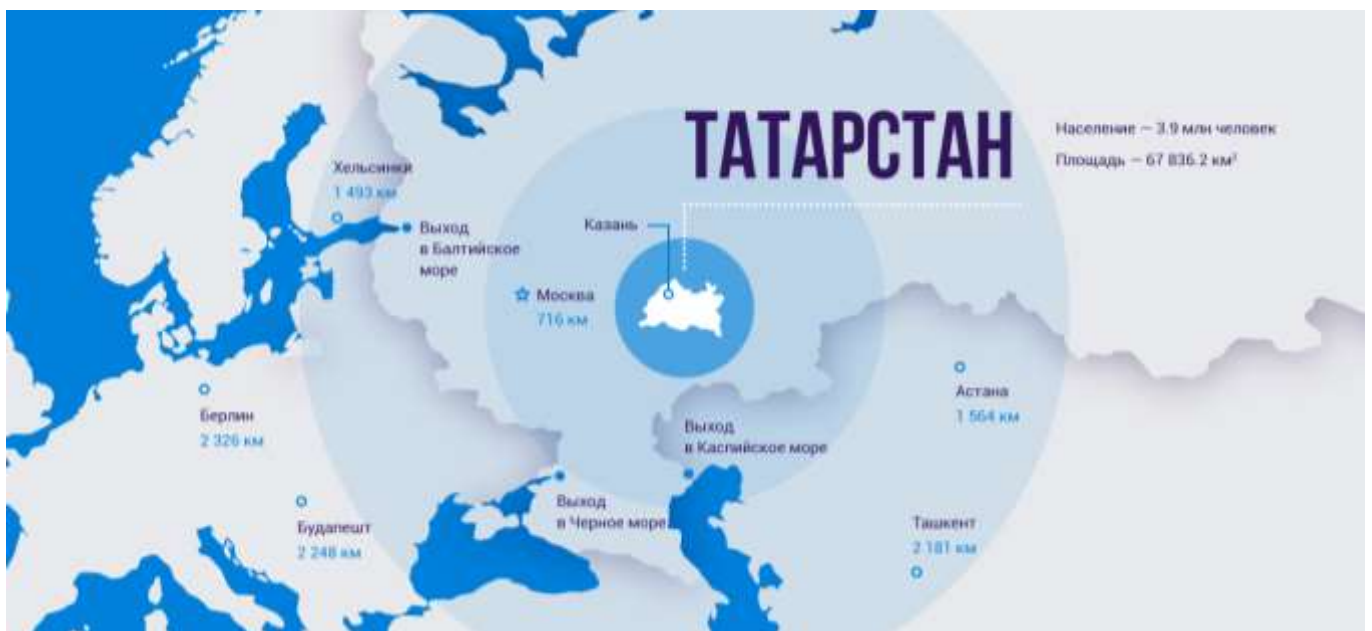 ТАТАРСТАН
Население – 3.9 млн человек
Площадь – 67 836.2 км²
Хельсинки
1 493 км
Выход
в Балтийское
море
Казань
Москва
716 км
Берлин
2 326 км
Будапешт
2 248 км
Выход
в Черное море
Выход
в Каспийское море
Астана
1 564 км
Ташкент
2 181 км